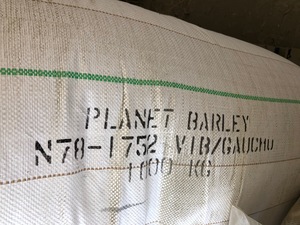 PLANET BARLEY
N78-1752 VIB/GAUCHO
1000 KG